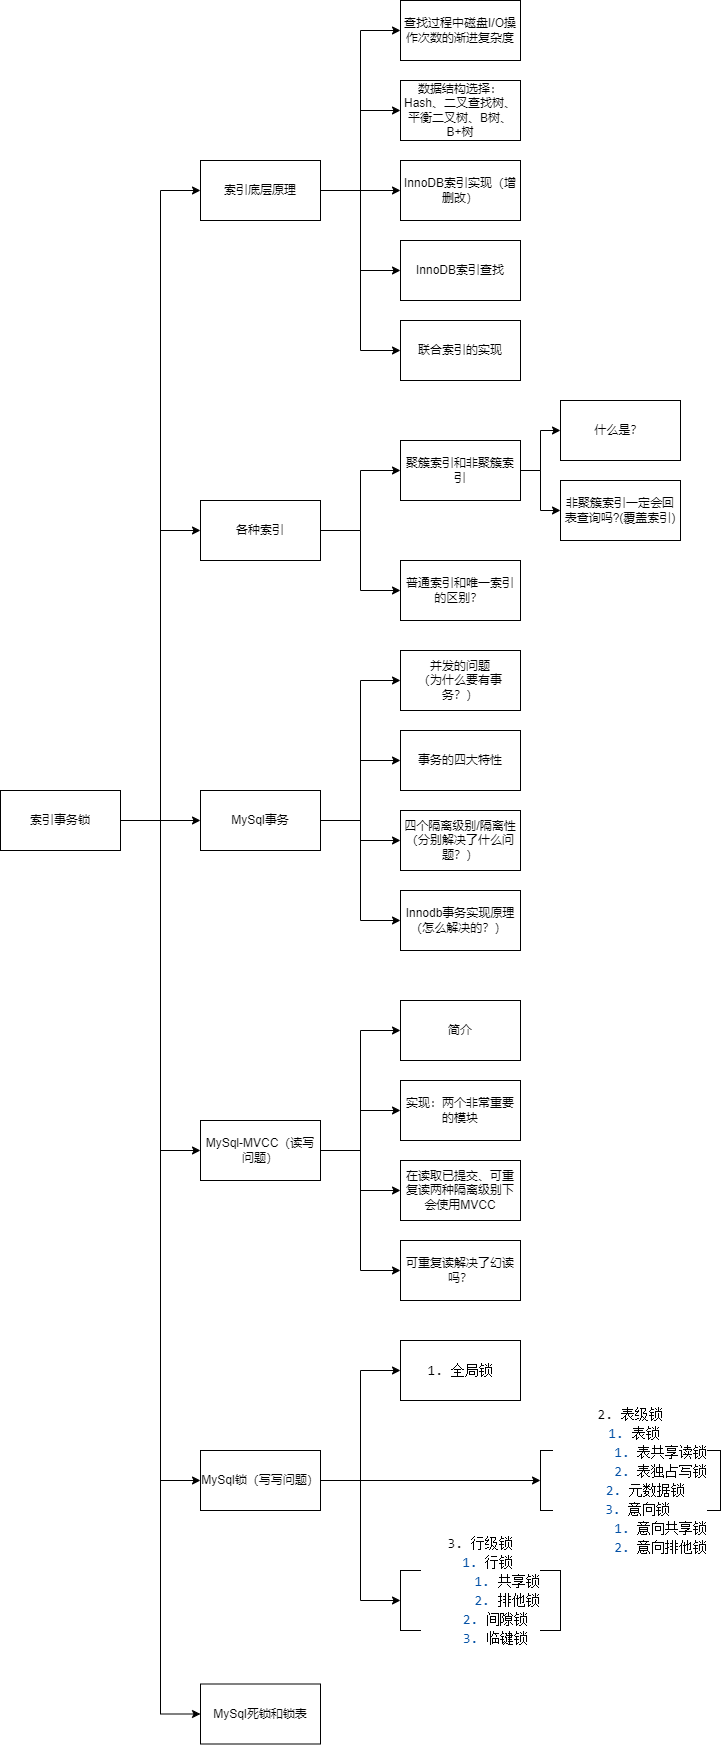 查找过程中磁盘I/O操
作次数的渐进复杂度
数据结构选择：
Hash、二叉查找树、
平衡二叉树、B树、
B+树
索引底层原理
InnoDB索引实现（增
删改）
InnoDB索引查找
联合索引的实现
什么是？
聚簇索引和非聚簇索
引
非聚簇索引一定会回
表查询吗?(覆盖索引)
各种索引
普通索引和唯一索引
的区别？
并发的问题
（为什么要有事
务？）
事务的四大特性
索引事务锁
MySql事务
四个隔离级别/隔离性
（分别解决了什么问
题？）
Innodb事务实现原理
（怎么解决的？）
简介
实现：两个非常重要
的模块
MySql-MVCC（读写
问题）
在读取已提交、可重
复读两种隔离级别下
会使用MVCC
可重复读解决了幻读
吗？
1. 全局锁
MySql锁（写写问题）
2. 表级锁
1. 表锁
1. 表共享读锁
2. 表独占写锁
2. 元数据锁
3. 意向锁
1. 意向共享锁
2. 意向排他锁
3. 行级锁
1. 行锁
1. 共享锁
2. 排他锁
2. 间隙锁
3. 临键锁
MySql死锁和锁表